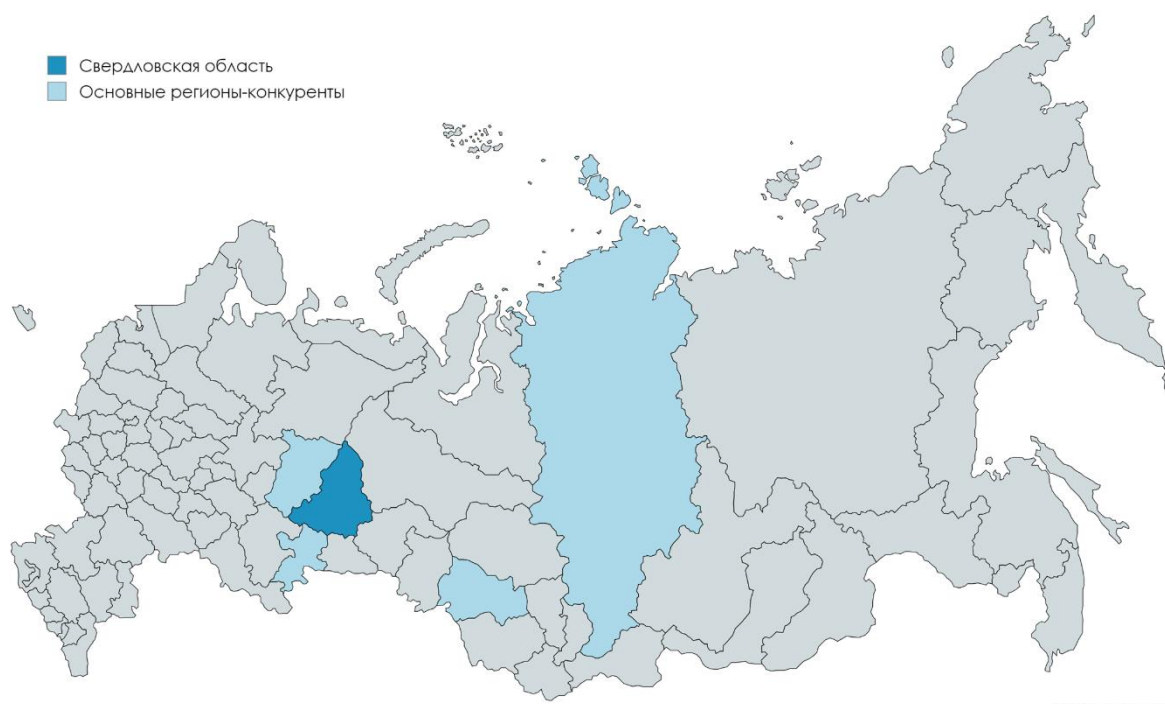 Свердловская область
Основные регионы-конкуренты